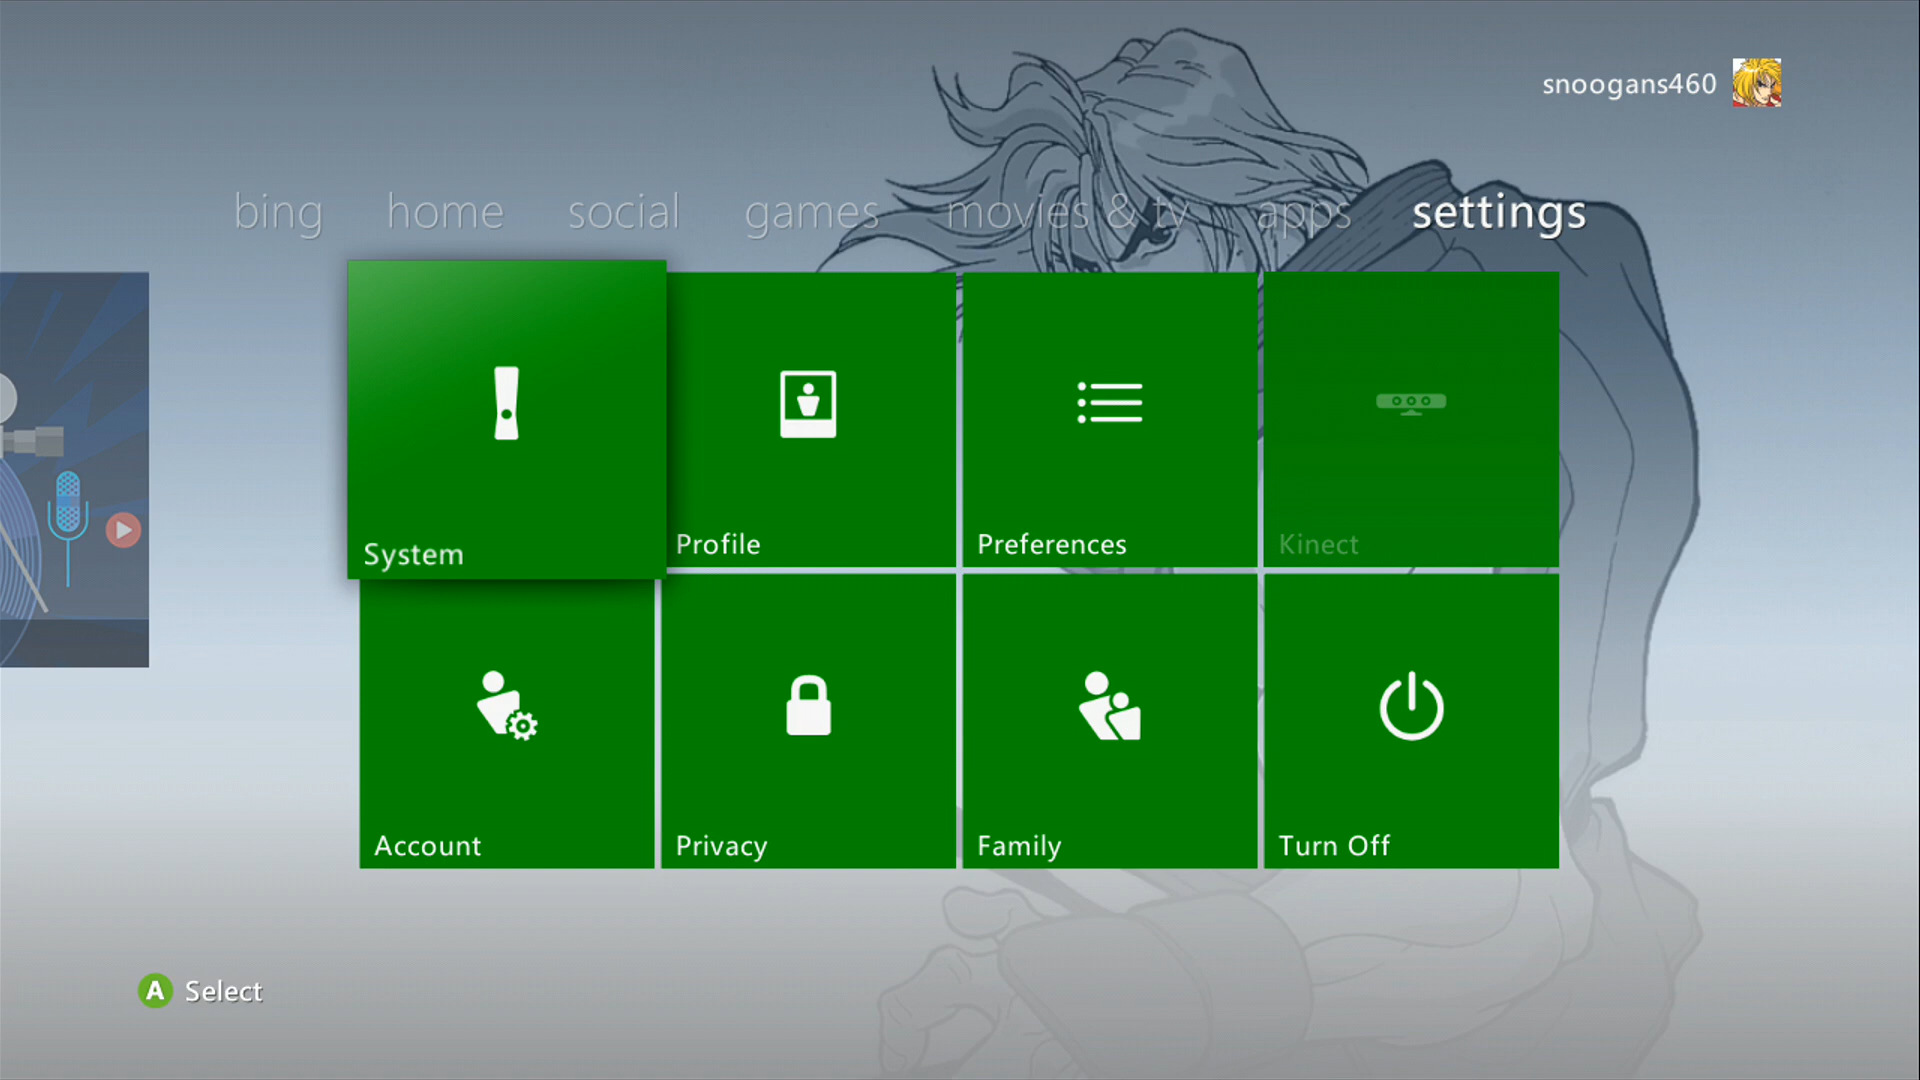 snoogans460
bing home social games movies & tv apps settings
System Profile Preferences Kinect
Account Privacy Family Turn Off
A Select